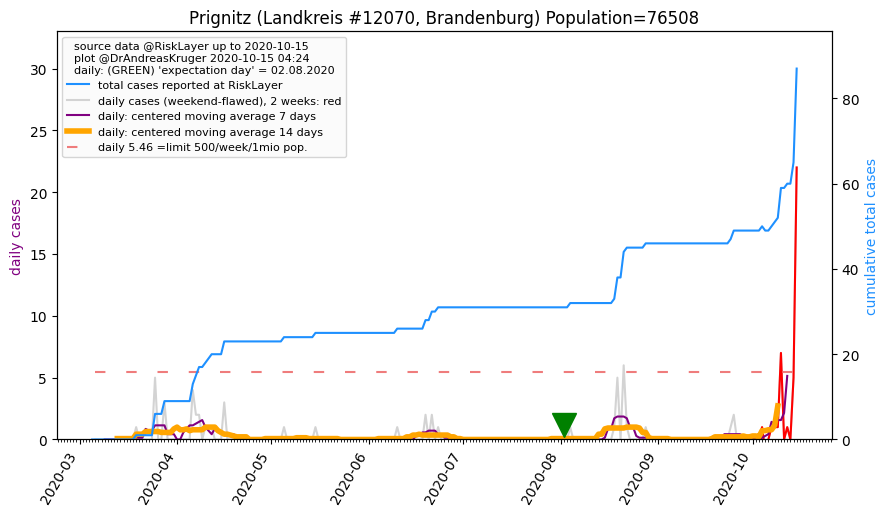 Prignitz (Landkreis #12070, Brandenburg) Population=76508
source data @RiskLayer up to 2020-10-15
plot @DrAndreasKruger 2020-10-15 04:24
daily: (GREEN) 'expectation day' = 02.08.2020
total cases reported at RiskLayer
daily cases (weekend-flawed), 2 weeks: red
daily: centered moving average 7 days
daily: centered moving average 14 days
daily 5.46 =limit 500/week/1mio pop.
daily cases
30
25
20
15
10
5
0
cumulative total cases
80
60
40
20
0
2020-03
2020-04
2020-05
2020-06
2020-07
2020-08
2020-09
2020-10